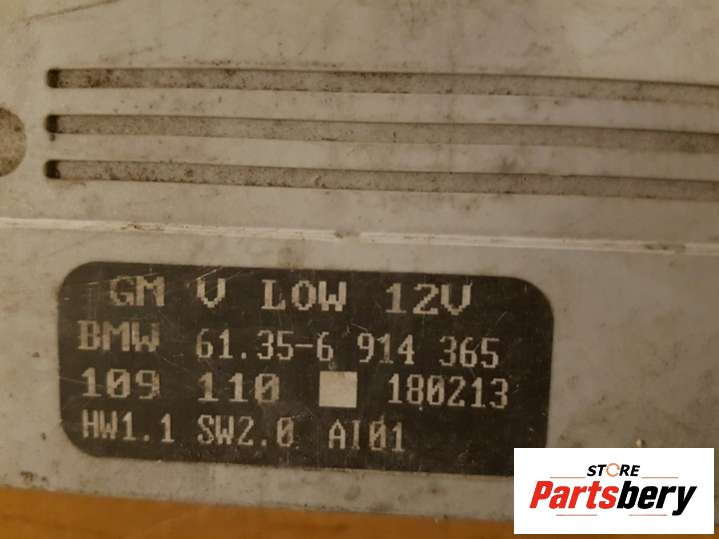 GM V LOW 12V
BMW 61.35-6 914 365
109 110 180213
HW1.1 SW2.0 AI01
STORE
Partsbery